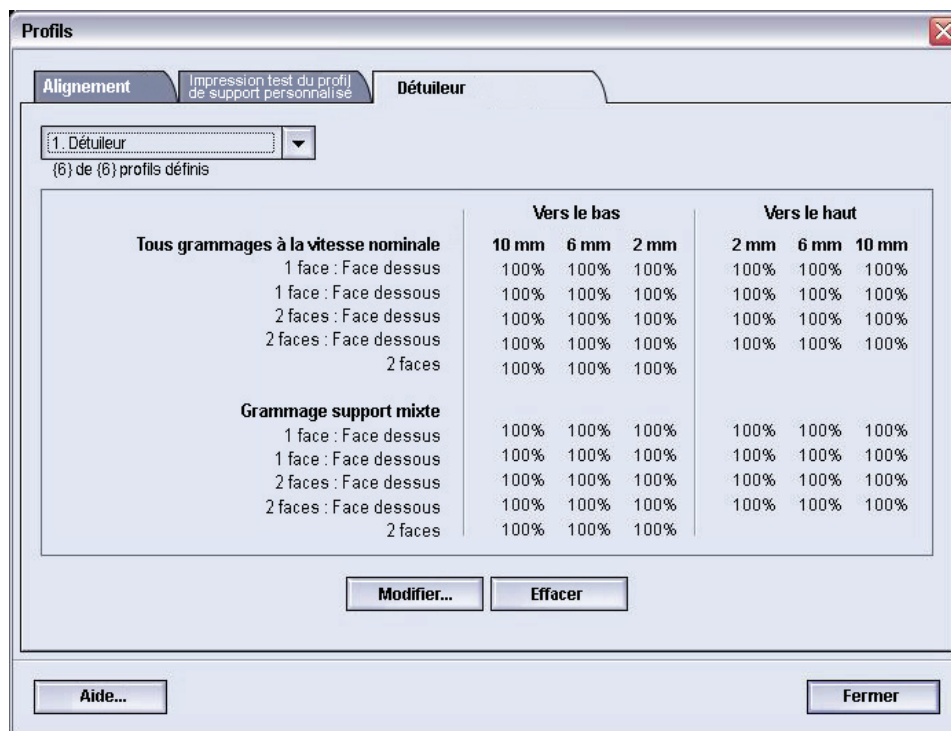 Profils
Alignement
Impression test du profil
de support personnalisé
Détuileur
1. Détuileur
{6} de {6} profils définis
Vers le bas Vers le haut
Tous grammages à la vitesse nominale 10 mm 6 mm 2 mm 2 mm 6 mm 10 mm
1 face : Face dessus 100% 100% 100% 100% 100% 100%
1 face : Face dessous 100% 100% 100% 100% 100% 100%
2 faces : Face dessus 100% 100% 100% 100% 100% 100%
2 faces : Face dessous 100% 100% 100% 100% 100% 100%
2 faces 100% 100% 100%
Grammage support mixte
1 face : Face dessus 100% 100% 100% 100% 100% 100%
1 face : Face dessous 100% 100% 100% 100% 100% 100%
2 faces : Face dessus 100% 100% 100% 100% 100% 100%
2 faces : Face dessous 100% 100% 100% 100% 100% 100%
2 faces 100% 100% 100%
Modifier... Effacer
Aide... Fermer